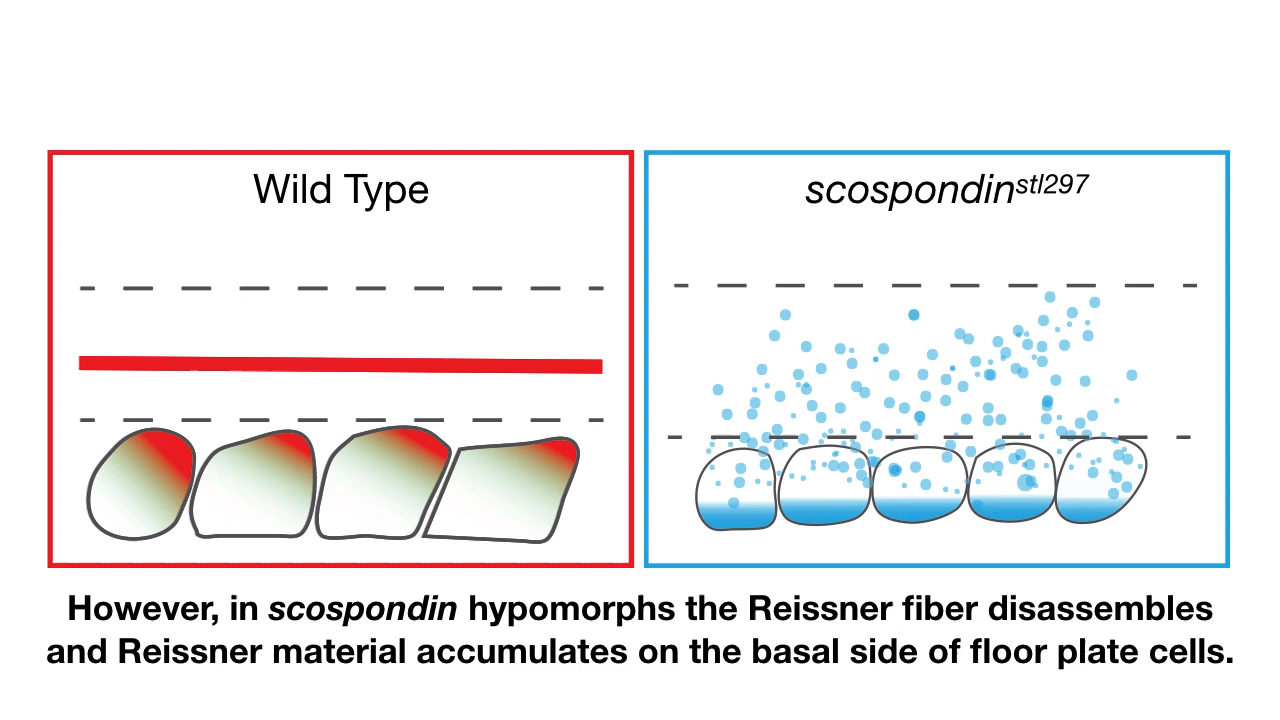 Wild Type
scospondinstl297
However, in scospondin hypomorphs the Reissner fiber disassembles
and Reissner material accumulates on the basal side of floor plate cells.